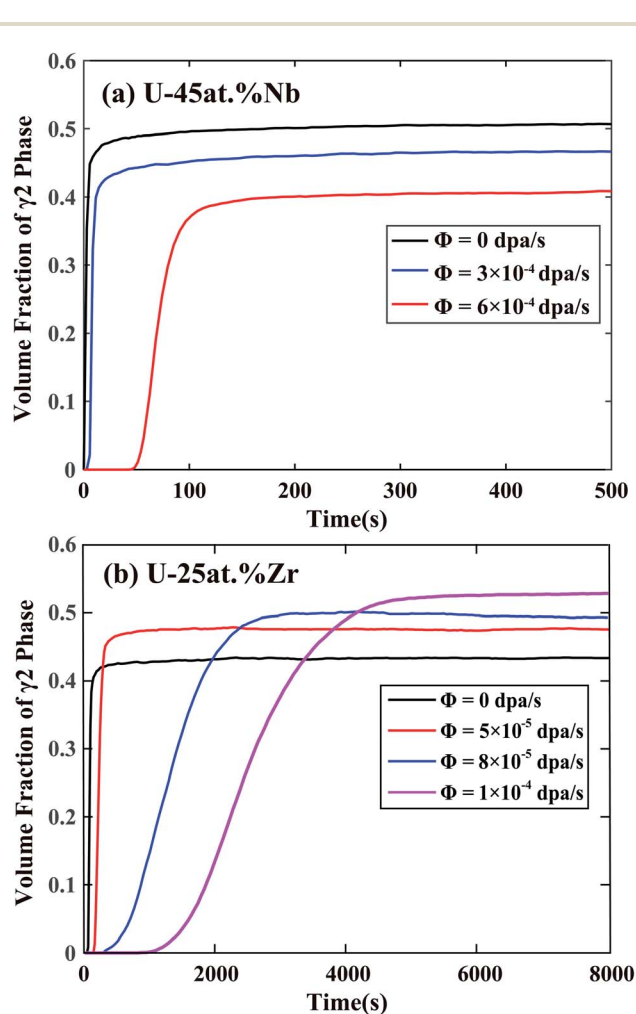 0.6
(a) U-45at.%Nb
0.5
0.4
0.3
0.2
0.1
0
Volume Fraction of γ2 Phase
Φ = 0 dpa/s
Φ = 3×10⁻⁴ dpa/s
Φ = 6×10⁻⁴ dpa/s
0 100 200 300 400 500
Time(s)
0.6
(b) U-25at.%Zr
0.5
0.4
0.3
0.2
0.1
0
Volume Fraction of γ2 Phase
Φ = 0 dpa/s
Φ = 5×10⁻⁵ dpa/s
Φ = 8×10⁻⁵ dpa/s
Φ = 1×10⁻⁴ dpa/s
0 2000 4000 6000 8000
Time(s)